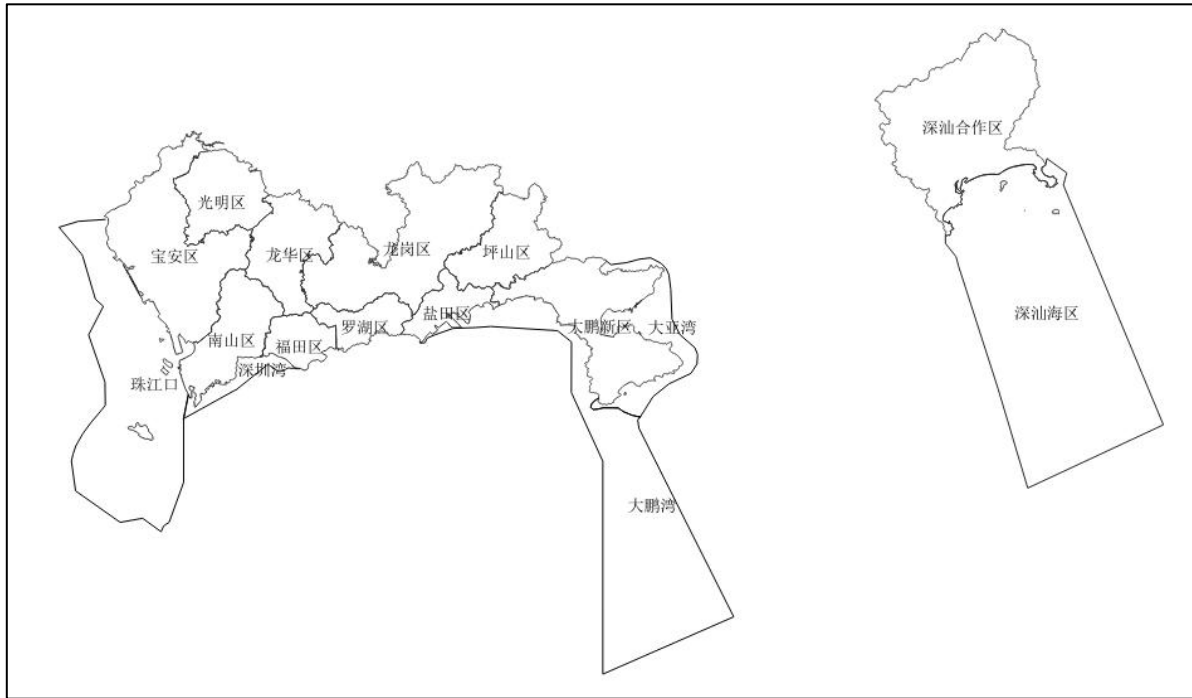 深汕合作区
光明区
宝安区
龙华区
龙岗区
坪山区
南山区
福田区
罗湖区
盐田区
大鹏新区
大亚湾
深圳湾
珠江口
大鹏湾
深汕海区